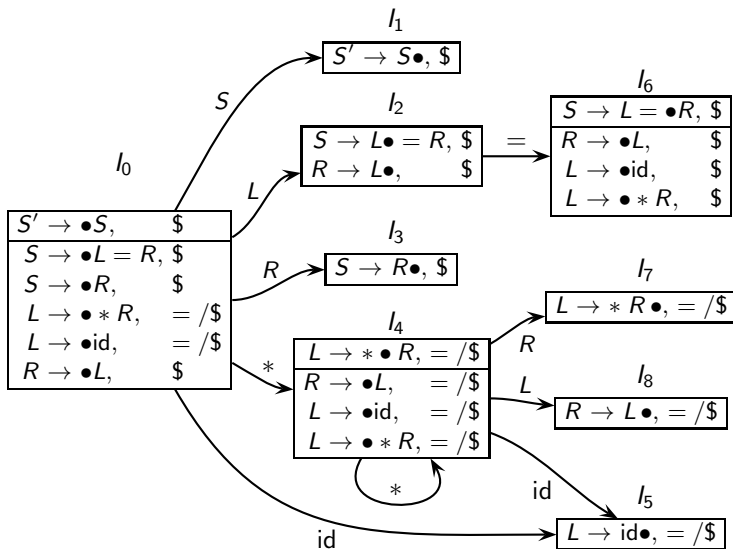 I₁
S′ → S•, $
S
I₂
S → L• = R, $
R → L•, $
L
=
I₆
S → L = •R, $
R → •L, $
L → •id, $
L → • ∗ R, $
I₀
S′ → •S, $
S → •L = R, $
S → •R, $
L → • ∗ R, = /$
L → •id, = /$
R → •L, $
R
I₃
S → R•, $
∗
I₄
L → ∗ • R, = /$
R → •L, = /$
L → •id, = /$
L → • ∗ R, = /$
∗
R
I₇
L → ∗ R •, = /$
L
I₈
R → L •, = /$
id
id
I₅
L → id•, = /$